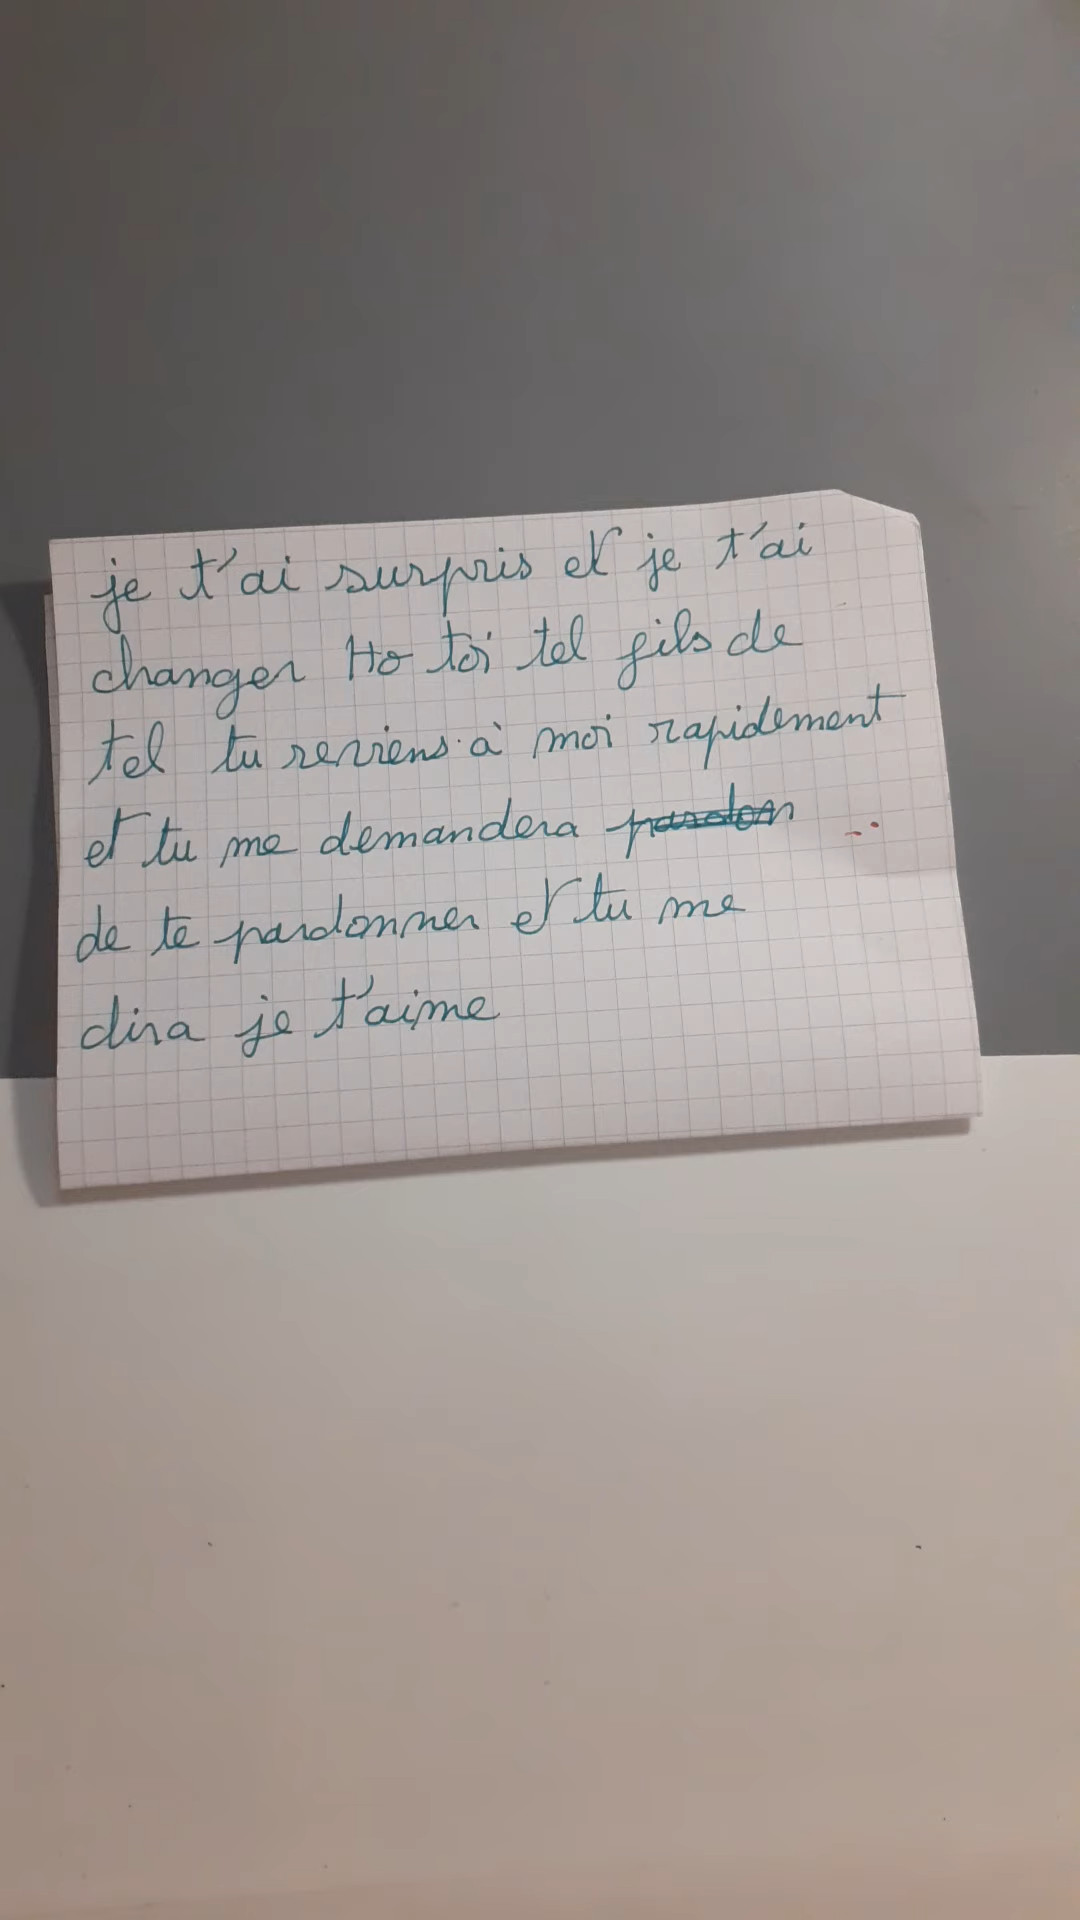 je t'ai surpris et je t'ai
changer Ho toi tel fils de
tel tu reviens à moi rapidement
et tu me demandera pardon
de te pardonner et tu me
dira je t'aime